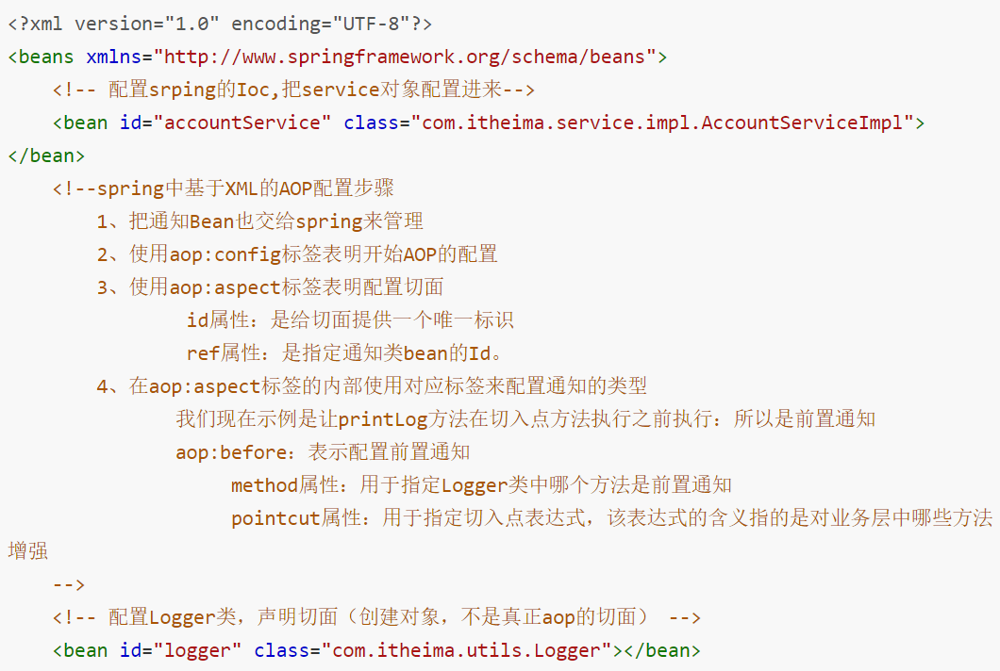 <?xml version="1.0" encoding="UTF-8"?>
<beans xmlns="http://www.springframework.org/schema/beans">
    <!-- 配置srping的Ioc,把service对象配置进来-->
    <bean id="accountService" class="com.itheima.service.impl.AccountServiceImpl">
</bean>
    <!--spring中基于XML的AOP配置步骤
        1、把通知Bean也交给spring来管理
        2、使用aop:config标签表明开始AOP的配置
        3、使用aop:aspect标签表明配置切面
                id属性：是给切面提供一个唯一标识
                ref属性：是指定通知类bean的Id。
        4、在aop:aspect标签的内部使用对应标签来配置通知的类型
               我们现在示例是让printLog方法在切入点方法执行之前执行：所以是前置通知
               aop:before：表示配置前置通知
                    method属性：用于指定Logger类中哪个方法是前置通知
                    pointcut属性：用于指定切入点表达式，该表达式的含义指的是对业务层中哪些方法
增强
    -->
    <!-- 配置Logger类，声明切面（创建对象，不是真正aop的切面） -->
    <bean id="logger" class="com.itheima.utils.Logger"></bean>